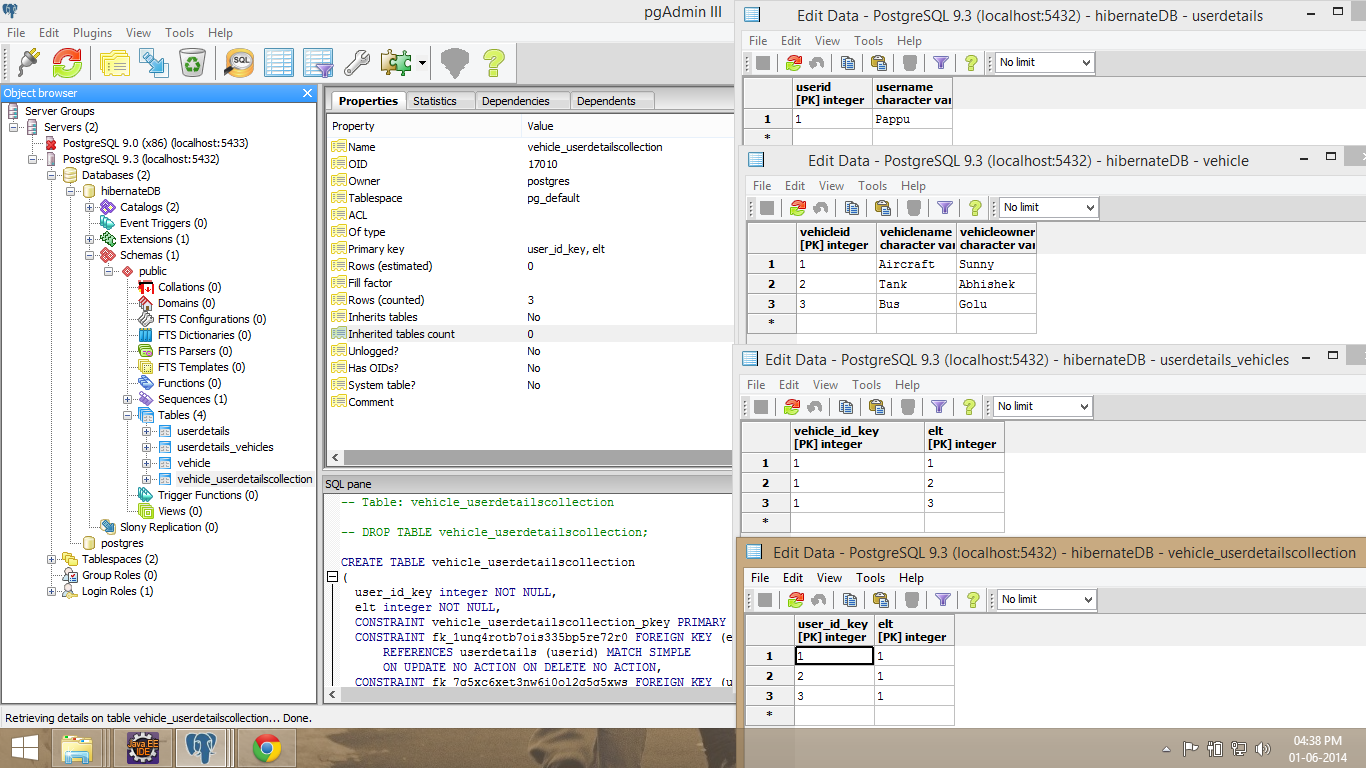 pgAdmin III
File Edit Plugins View Tools Help
SQL
Object browser
Server Groups
Servers (2)
PostgreSQL 9.0 (x86) (localhost:5433)
PostgreSQL 9.3 (localhost:5432)
Databases (2)
hibernateDB
Catalogs (2)
Event Triggers (0)
Extensions (1)
Schemas (1)
public
Collations (0)
Domains (0)
FTS Configurations (0)
FTS Dictionaries (0)
FTS Parsers (0)
FTS Templates (0)
Functions (0)
Sequences (1)
Tables (4)
userdetails
userdetails_vehicles
vehicle
vehicle_userdetailscollection
Trigger Functions (0)
Views (0)
Slony Replication (0)
postgres
Tablespaces (2)
Group Roles (0)
Login Roles (1)
Properties Statistics Dependencies Dependents
Property Value
Name vehicle_userdetailscollection
OID 17010
Owner postgres
Tablespace pg_default
ACL
Of type
Primary key user_id_key, elt
Rows (estimated) 0
Fill factor
Rows (counted) 3
Inherits tables No
Inherited tables count 0
Unlogged? No
Has OIDs? No
System table? No
Comment
SQL pane
-- Table: vehicle_userdetailscollection
-- DROP TABLE vehicle_userdetailscollection;
CREATE TABLE vehicle_userdetailscollection
(
user_id_key integer NOT NULL,
elt integer NOT NULL,
CONSTRAINT vehicle_userdetailscollection_pkey PRIMARY
CONSTRAINT fk_1unq4rotb7ois335bp5re72r0 FOREIGN KEY (e
REFERENCES userdetails (userid) MATCH SIMPLE
ON UPDATE NO ACTION ON DELETE NO ACTION,
Retrieving details on table vehicle_userdetailscollection... Done.
Edit Data - PostgreSQL 9.3 (localhost:5432) - hibernateDB - userdetails
File Edit View Tools Help
No limit
userid username
[PK] integer character var
1 1 Pappu
*
Edit Data - PostgreSQL 9.3 (localhost:5432) - hibernateDB - vehicle
File Edit View Tools Help
No limit
vehicleid vehiclename vehicleowner
[PK] integer character var character var
1 1 Aircraft Sunny
2 2 Tank Abhishek
3 3 Bus Golu
*
Edit Data - PostgreSQL 9.3 (localhost:5432) - hibernateDB - userdetails_vehicles
File Edit View Tools Help
No limit
vehicle_id_key elt
[PK] integer [PK] integer
1 1 1
2 1 2
3 1 3
*
Edit Data - PostgreSQL 9.3 (localhost:5432) - hibernateDB - vehicle_userdetailscollection
File Edit View Tools Help
No limit
user_id_key elt
[PK] integer [PK] integer
1 1 1
2 2 1
3 3 1
*
Java EE
IDE
04:38 PM
01-06-2014